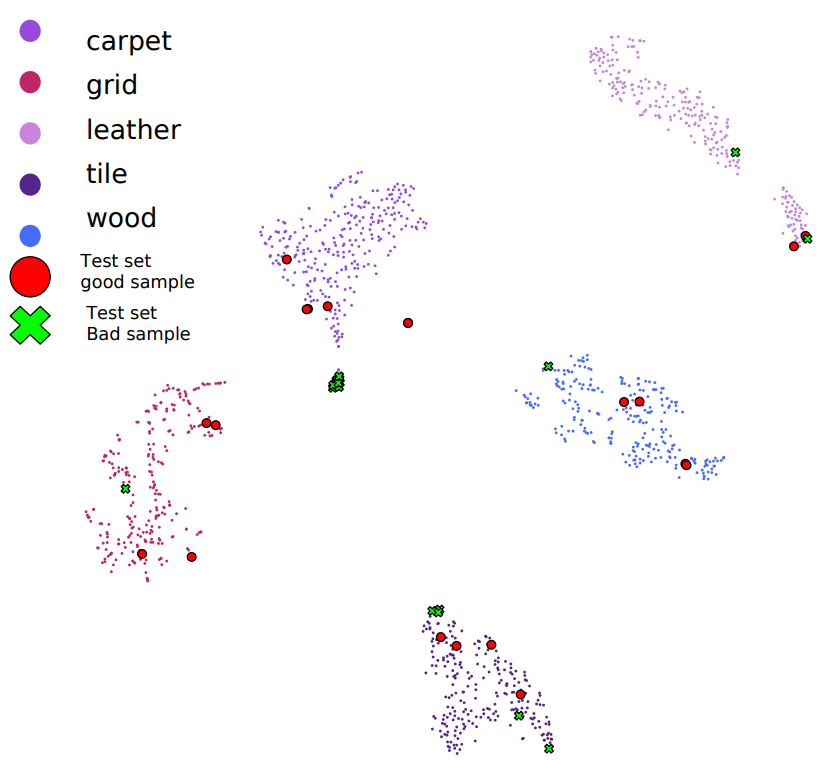 carpet
grid
leather
tile
wood
Test set
good sample
Test set
Bad sample